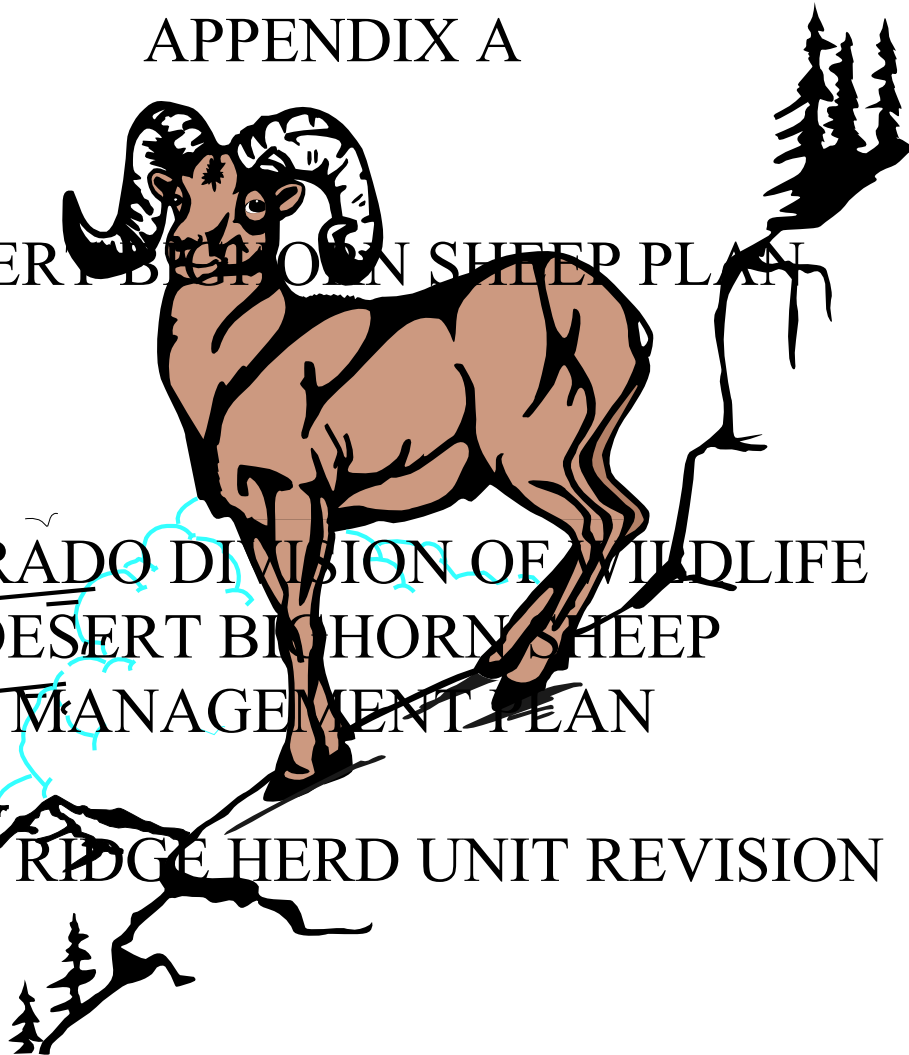 APPENDIX A
ERT BIGHORN SHEEP PLAN
RADO DIVISION OF WILDLIFE
DESERT BIGHORN SHEEP
MANAGEMENT PLAN
RIDGE HERD UNIT REVISION